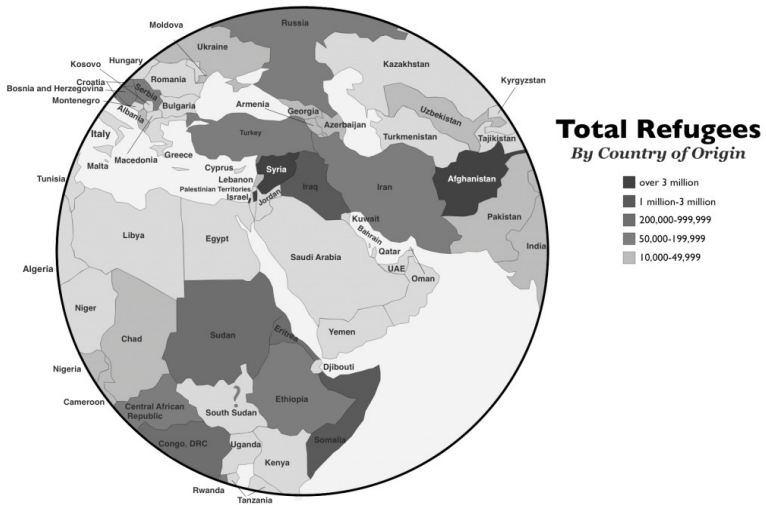 Moldova
Russia
Ukraine
Kosovo
Hungary
Kazakhstan
Croatia
Romania
Kyrgyzstan
Bosnia and Herzegovina
Serbia
Montenegro
Bulgaria
Armenia
Georgia
Uzbekistan
Albania
Azerbaijan
Italy
Turkey
Turkmenistan
Tajikistan
Total Refugees
By Country of Origin
Macedonia
Greece
Malta
Cyprus
Syria
Tunisia
Lebanon
Afghanistan
over 3 million
Palestinian Territories
Iraq
Iran
Israel
Jordan
1 million-3 million
Kuwait
Pakistan
200,000-999,999
Libya
Egypt
Bahrain
50,000-199,999
India
Saudi Arabia
Qatar
10,000-49,999
Algeria
UAE
Oman
Niger
Yemen
Chad
Sudan
Eritrea
Nigeria
Djibouti
?
Cameroon
Central African
Republic
South Sudan
Ethiopia
Congo, DRC
Uganda
Somalia
Kenya
Rwanda
Tanzania